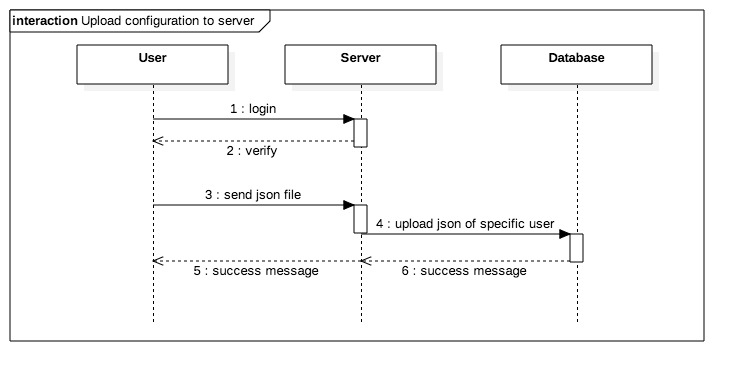 interaction Upload configuration to server
User
Server
Database
1 : login
2 : verify
3 : send json file
4 : upload json of specific user
5 : success message
6 : success message